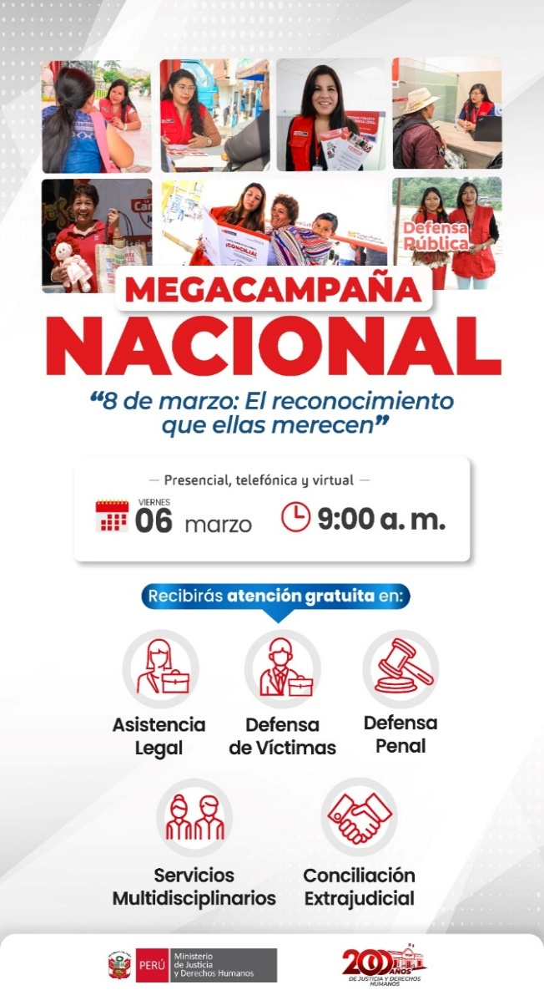 ¡CONCILIA!
Defensa
Pública
MEGACAMPAÑA
NACIONAL
“8 de marzo: El reconocimiento
que ellas merecen”
— Presencial, telefónica y virtual —
VIERNES
06 marzo
9:00 a. m.
Recibirás atención gratuita en:
Asistencia
Legal
Defensa
de Víctimas
Defensa
Penal
Servicios
Multidisciplinarios
Conciliación
Extrajudicial
PERÚ
Ministerio
de Justicia
y Derechos Humanos
200 AÑOS
DE JUSTICIA Y DERECHOS
HUMANOS